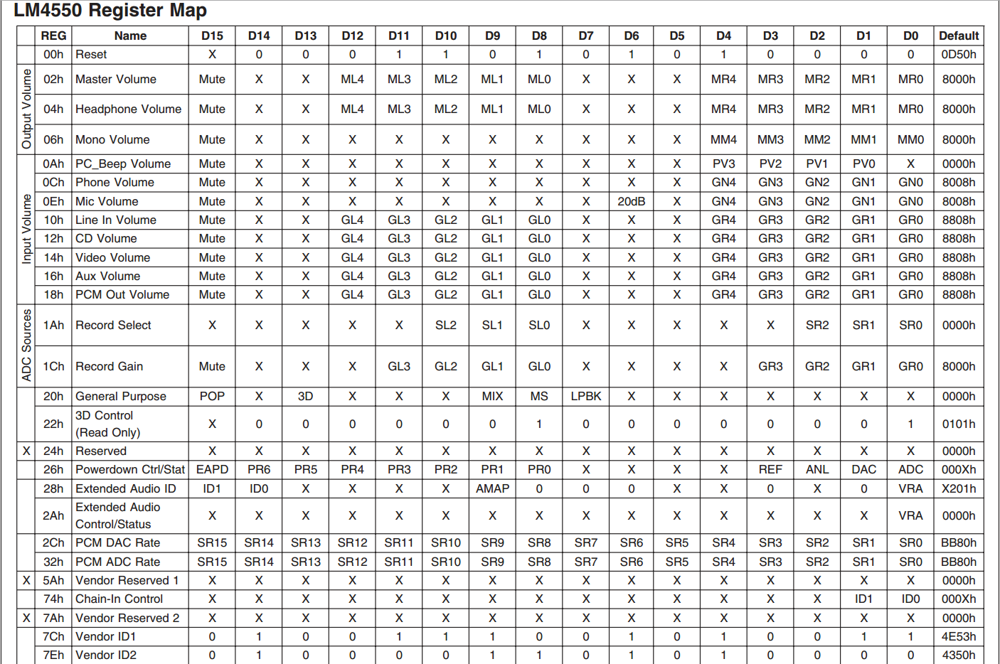 LM4550 Register Map
REG Name D15 D14 D13 D12 D11 D10 D9 D8 D7 D6 D5 D4 D3 D2 D1 D0 Default
00h Reset X 0 0 0 1 1 0 1 0 1 0 1 0 0 0 0 0D50h
Output Volume
02h Master Volume Mute X X ML4 ML3 ML2 ML1 ML0 X X X MR4 MR3 MR2 MR1 MR0 8000h
04h Headphone Volume Mute X X ML4 ML3 ML2 ML1 ML0 X X X MR4 MR3 MR2 MR1 MR0 8000h
06h Mono Volume Mute X X X X X X X X X X MM4 MM3 MM2 MM1 MM0 8000h
Input Volume
0Ah PC_Beep Volume Mute X X X X X X X X X X PV3 PV2 PV1 PV0 X 0000h
0Ch Phone Volume Mute X X X X X X X X X X GN4 GN3 GN2 GN1 GN0 8008h
0Eh Mic Volume Mute X X X X X X X X 20dB X GN4 GN3 GN2 GN1 GN0 8008h
10h Line In Volume Mute X X GL4 GL3 GL2 GL1 GL0 X X X GR4 GR3 GR2 GR1 GR0 8808h
12h CD Volume Mute X X GL4 GL3 GL2 GL1 GL0 X X X GR4 GR3 GR2 GR1 GR0 8808h
14h Video Volume Mute X X GL4 GL3 GL2 GL1 GL0 X X X GR4 GR3 GR2 GR1 GR0 8808h
16h Aux Volume Mute X X GL4 GL3 GL2 GL1 GL0 X X X GR4 GR3 GR2 GR1 GR0 8808h
18h PCM Out Volume Mute X X GL4 GL3 GL2 GL1 GL0 X X X GR4 GR3 GR2 GR1 GR0 8808h
ADC Sources
1Ah Record Select X X X X X SL2 SL1 SL0 X X X X X SR2 SR1 SR0 0000h
1Ch Record Gain Mute X X X GL3 GL2 GL1 GL0 X X X X GR3 GR2 GR1 GR0 8000h
20h General Purpose POP X 3D X X X MIX MS LPBK X X X X X X X 0000h
3D Control
22h (Read Only) X 0 0 0 0 0 0 1 0 0 0 0 0 0 0 1 0101h
X 24h Reserved X X X X X X X X X X X X X X X X 0000h
26h Powerdown Ctrl/Stat EAPD PR6 PR5 PR4 PR3 PR2 PR1 PR0 X X X X REF ANL DAC ADC 000Xh
28h Extended Audio ID ID1 ID0 X X X X AMAP 0 0 0 X X 0 X 0 VRA X201h
Extended Audio
2Ah Control/Status X X X X X X X X X X X X X X X VRA 0000h
2Ch PCM DAC Rate SR15 SR14 SR13 SR12 SR11 SR10 SR9 SR8 SR7 SR6 SR5 SR4 SR3 SR2 SR1 SR0 BB80h
32h PCM ADC Rate SR15 SR14 SR13 SR12 SR11 SR10 SR9 SR8 SR7 SR6 SR5 SR4 SR3 SR2 SR1 SR0 BB80h
X 5Ah Vendor Reserved 1 X X X X X X X X X X X X X X X X 0000h
74h Chain-In Control X X X X X X X X X X X X X X ID1 ID0 000Xh
X 7Ah Vendor Reserved 2 X X X X X X X X X X X X X X X X 0000h
7Ch Vendor ID1 0 1 0 0 1 1 1 0 0 1 0 1 0 0 1 1 4E53h
7Eh Vendor ID2 0 1 0 0 0 0 1 1 0 1 0 1 0 0 0 0 4350h